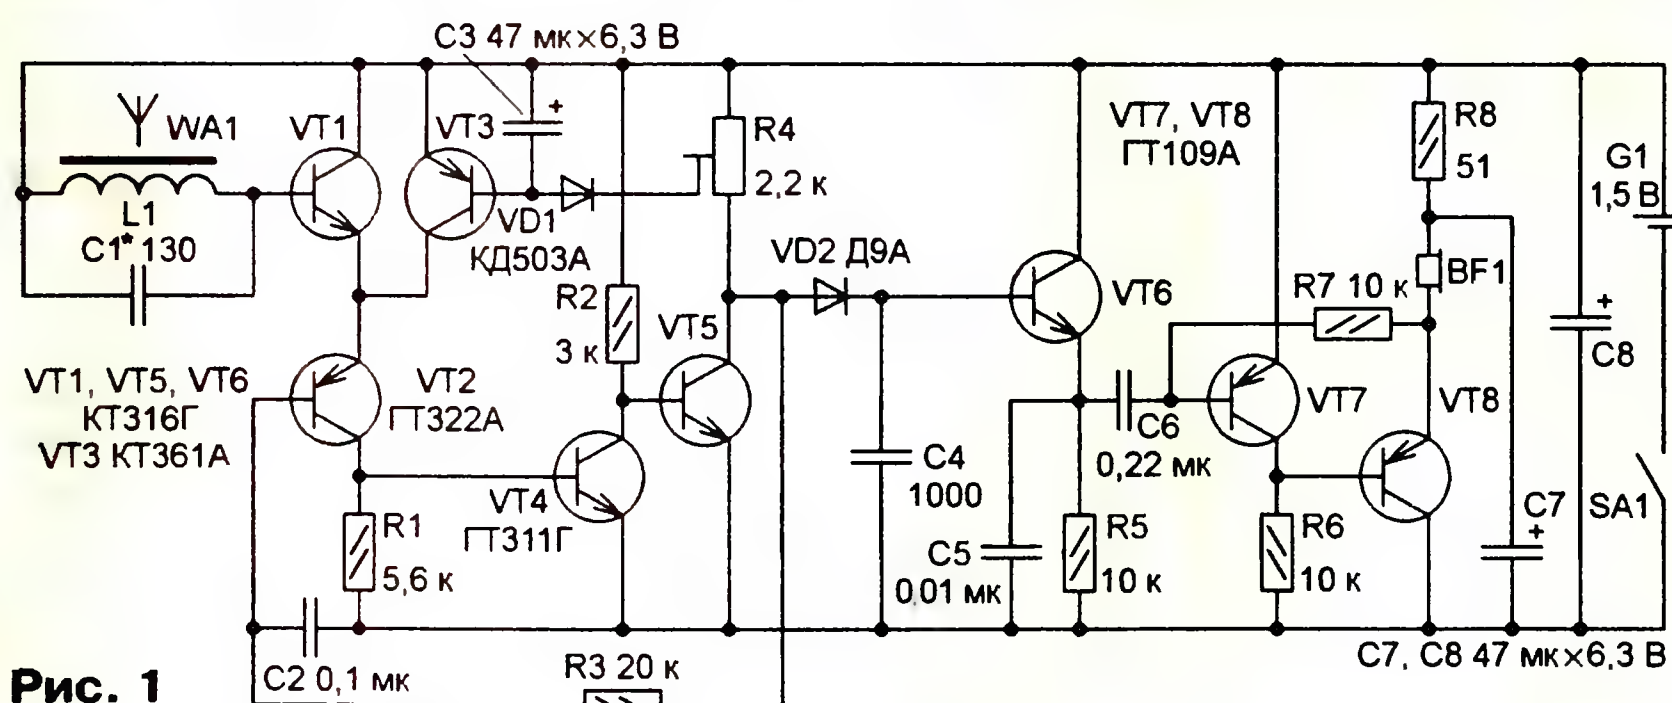 C3 47 мк×6,3 В
WA1
VT1
VT3
R4
2,2 к
VT7, VT8
ГТ109А
R8
51
G1
1,5 В
L1
C1* 130
VD1
КД503А
VD2 Д9А
R2
3 к
VT5
VT6
R7 10 к
BF1
C8
VT1, VT5, VT6
КТ316Г
VT3 КТ361А
VT2
ГТ322А
VT7
VT8
C6
0,22 мк
C4
1000
VT4
ГТ311Г
R1
5,6 к
C5
0,01 мк
R5
10 к
R6
10 к
C7
SA1
C2 0,1 мк
R3 20 к
C7, C8 47 мк×6,3 В
Рис. 1